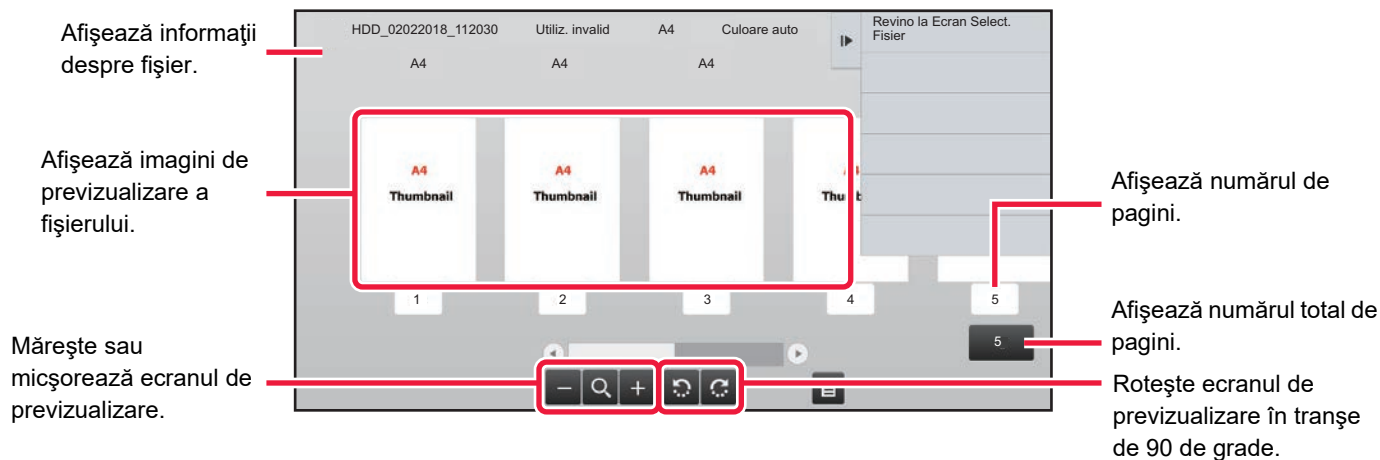 Afişează informaţii
despre fişier.
HDD_02022018_112030 Utiliz. invalid A4 Culoare auto
A4 A4 A4
Revino la Ecran Select.
Fisier
Afişează imagini de
previzualizare a
fişierului.
A4 A4 A4
Thumbnail Thumbnail Thumbnail
Afişează numărul de
pagini.
1 2 3 4 5
Afişează numărul total de
pagini.
5
Măreşte sau
micşorează ecranul de
previzualizare.
Roteşte ecranul de
previzualizare în tranşe
de 90 de grade.